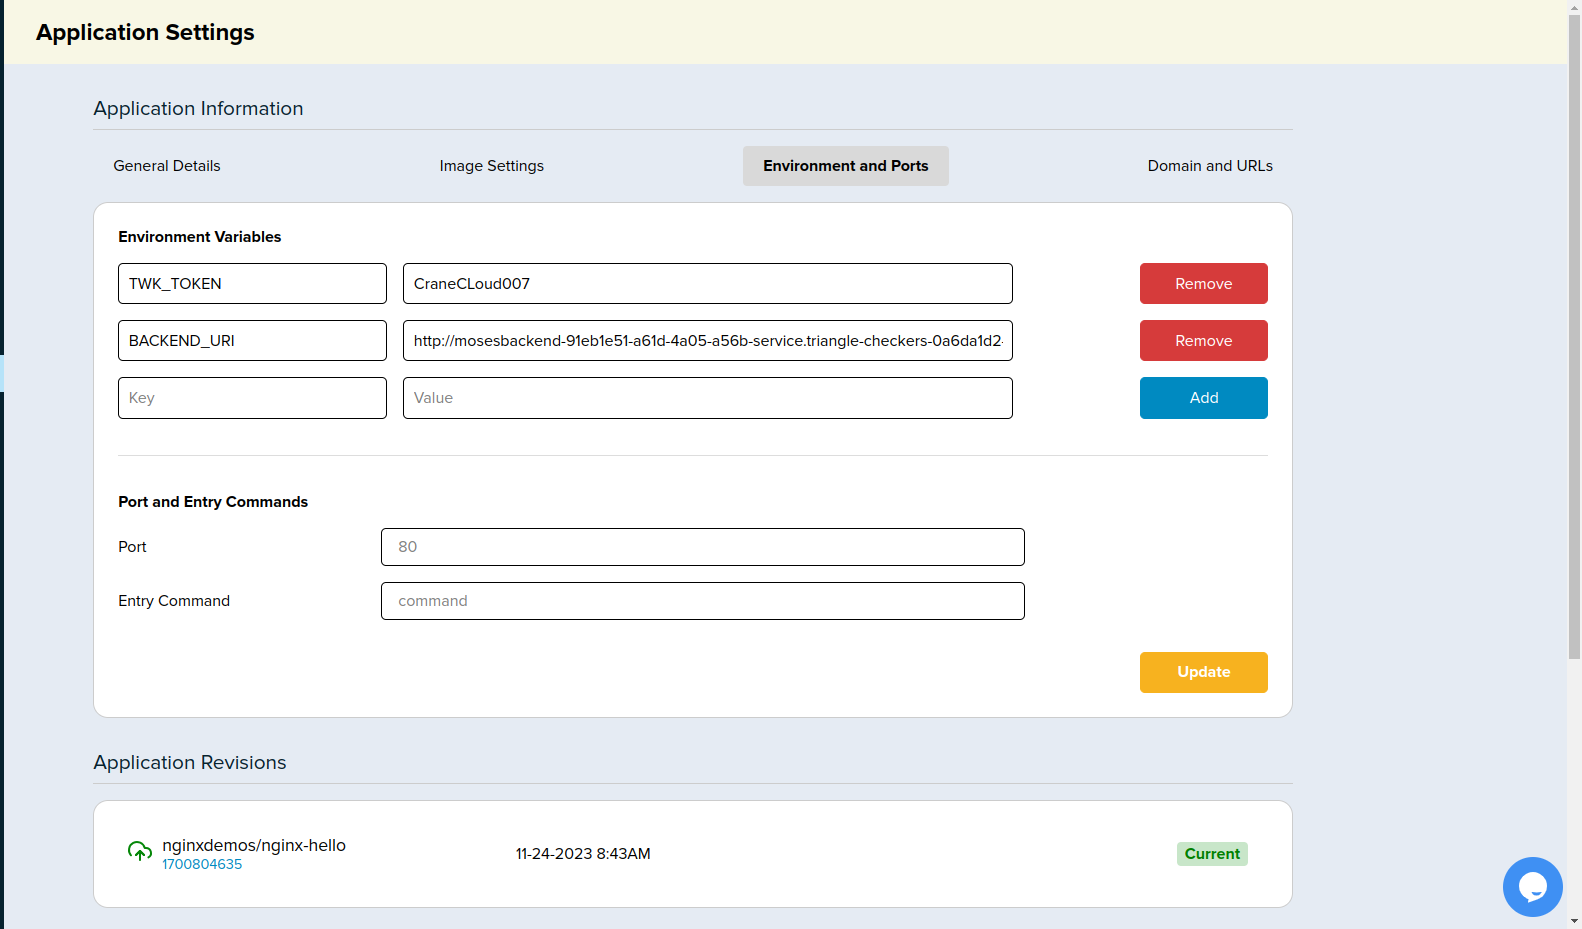 Application Settings
Application Information
General Details Image Settings Environment and Ports Domain and URLs
Environment Variables
TWK_TOKEN CraneCLoud007 Remove
BACKEND_URI http://mosesbackend-91eb1e51-a61d-4a05-a56b-service.triangle-checkers-0a6da1d2- Remove
Key Value Add
Port and Entry Commands
Port 80
Entry Command command
Update
Application Revisions
nginxdemos/nginx-hello
1700804635
11-24-2023 8:43AM
Current